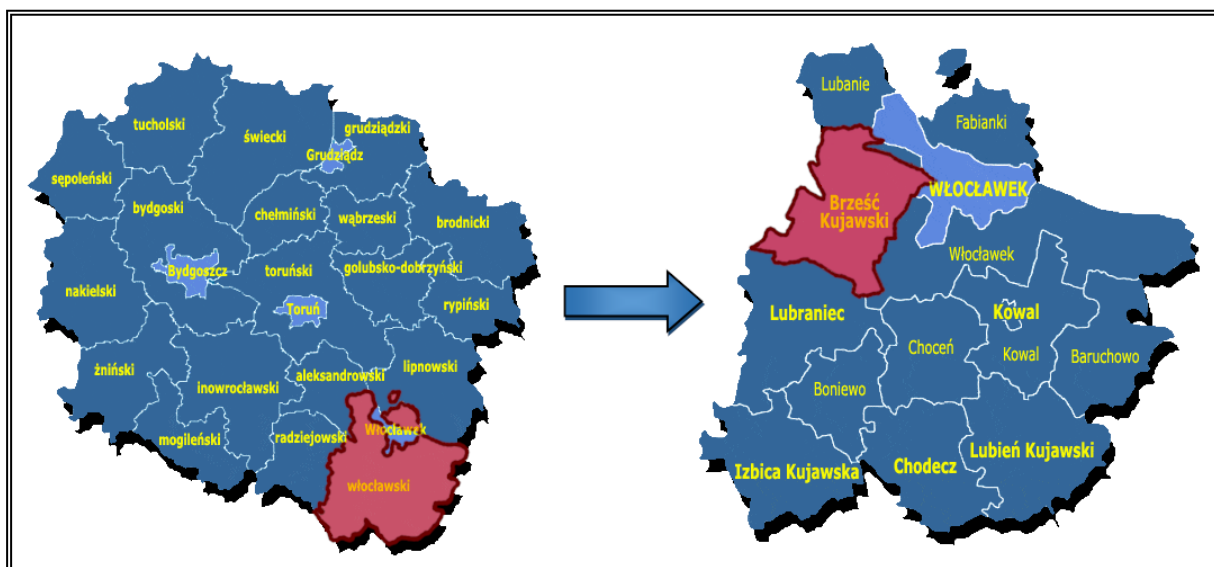 tucholski
świecki
grudziądzki
Grudziądz
sępoleński
bydgoski
chełmiński
wąbrzeski
brodnicki
Bydgoszcz
toruński
golubsko-dobrzyński
nakielski
rypiński
Toruń
żniński
inowrocławski
aleksandrowski
lipnowski
mogileński
radziejowski
Włocławek
włocławski
Lubanie
Fabianki
WŁOCŁAWEK
Brześć
Kujawski
Włocławek
Lubraniec
Kowal
Choceń
Kowal
Baruchowo
Boniewo
Izbica Kujawska
Chodecz
Lubień Kujawski